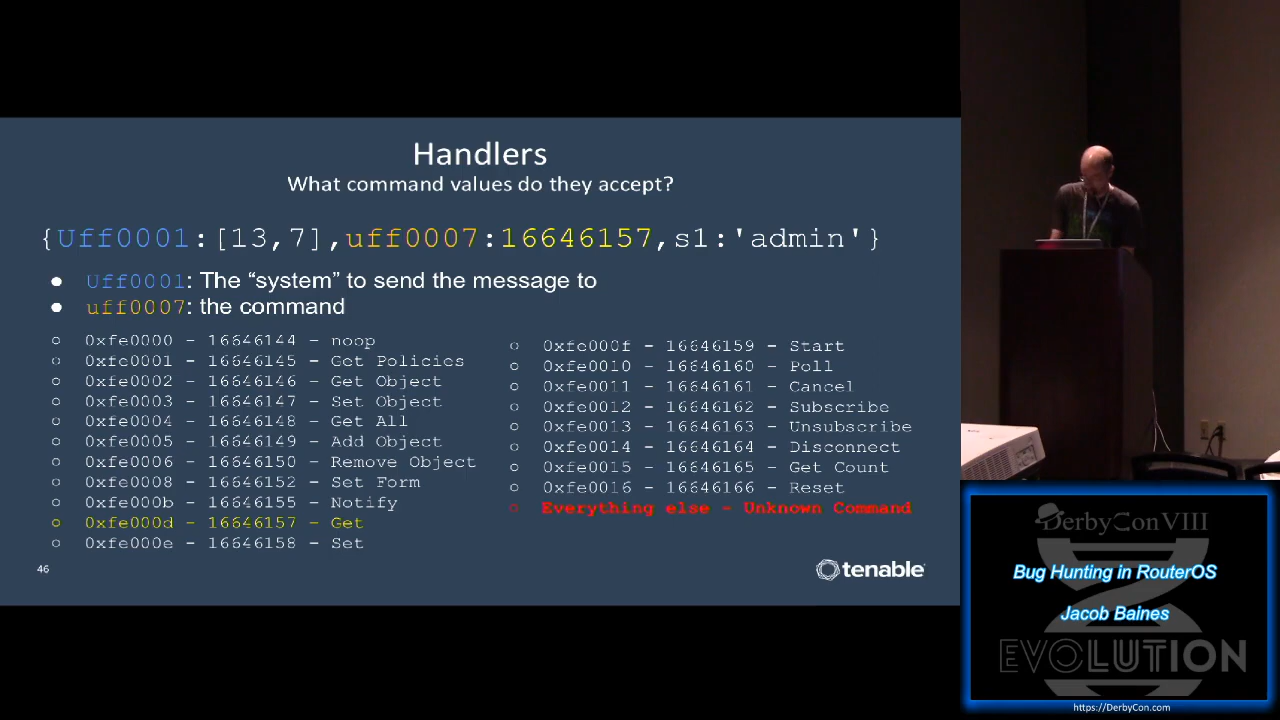 Handlers
What command values do they accept?
{Uff0001:[13,7],uff0007:16646157,s1:'admin'}
● Uff0001: The “system” to send the message to
● uff0007: the command
○ 0xfe0000 - 16646144 - noop
○ 0xfe0001 - 16646145 - Get Policies
○ 0xfe0002 - 16646146 - Get Object
○ 0xfe0003 - 16646147 - Set Object
○ 0xfe0004 - 16646148 - Get All
○ 0xfe0005 - 16646149 - Add Object
○ 0xfe0006 - 16646150 - Remove Object
○ 0xfe0008 - 16646152 - Set Form
○ 0xfe000b - 16646155 - Notify
○ 0xfe000d - 16646157 - Get
○ 0xfe000e - 16646158 - Set
○ 0xfe000f - 16646159 - Start
○ 0xfe0010 - 16646160 - Poll
○ 0xfe0011 - 16646161 - Cancel
○ 0xfe0012 - 16646162 - Subscribe
○ 0xfe0013 - 16646163 - Unsubscribe
○ 0xfe0014 - 16646164 - Disconnect
○ 0xfe0015 - 16646165 - Get Count
○ 0xfe0016 - 16646166 - Reset
○ Everything else - Unknown Command
46
tenable
DerbyCon VIII
Bug Hunting in RouterOS
Jacob Baines
EVOLUTION
https://DerbyCon.com